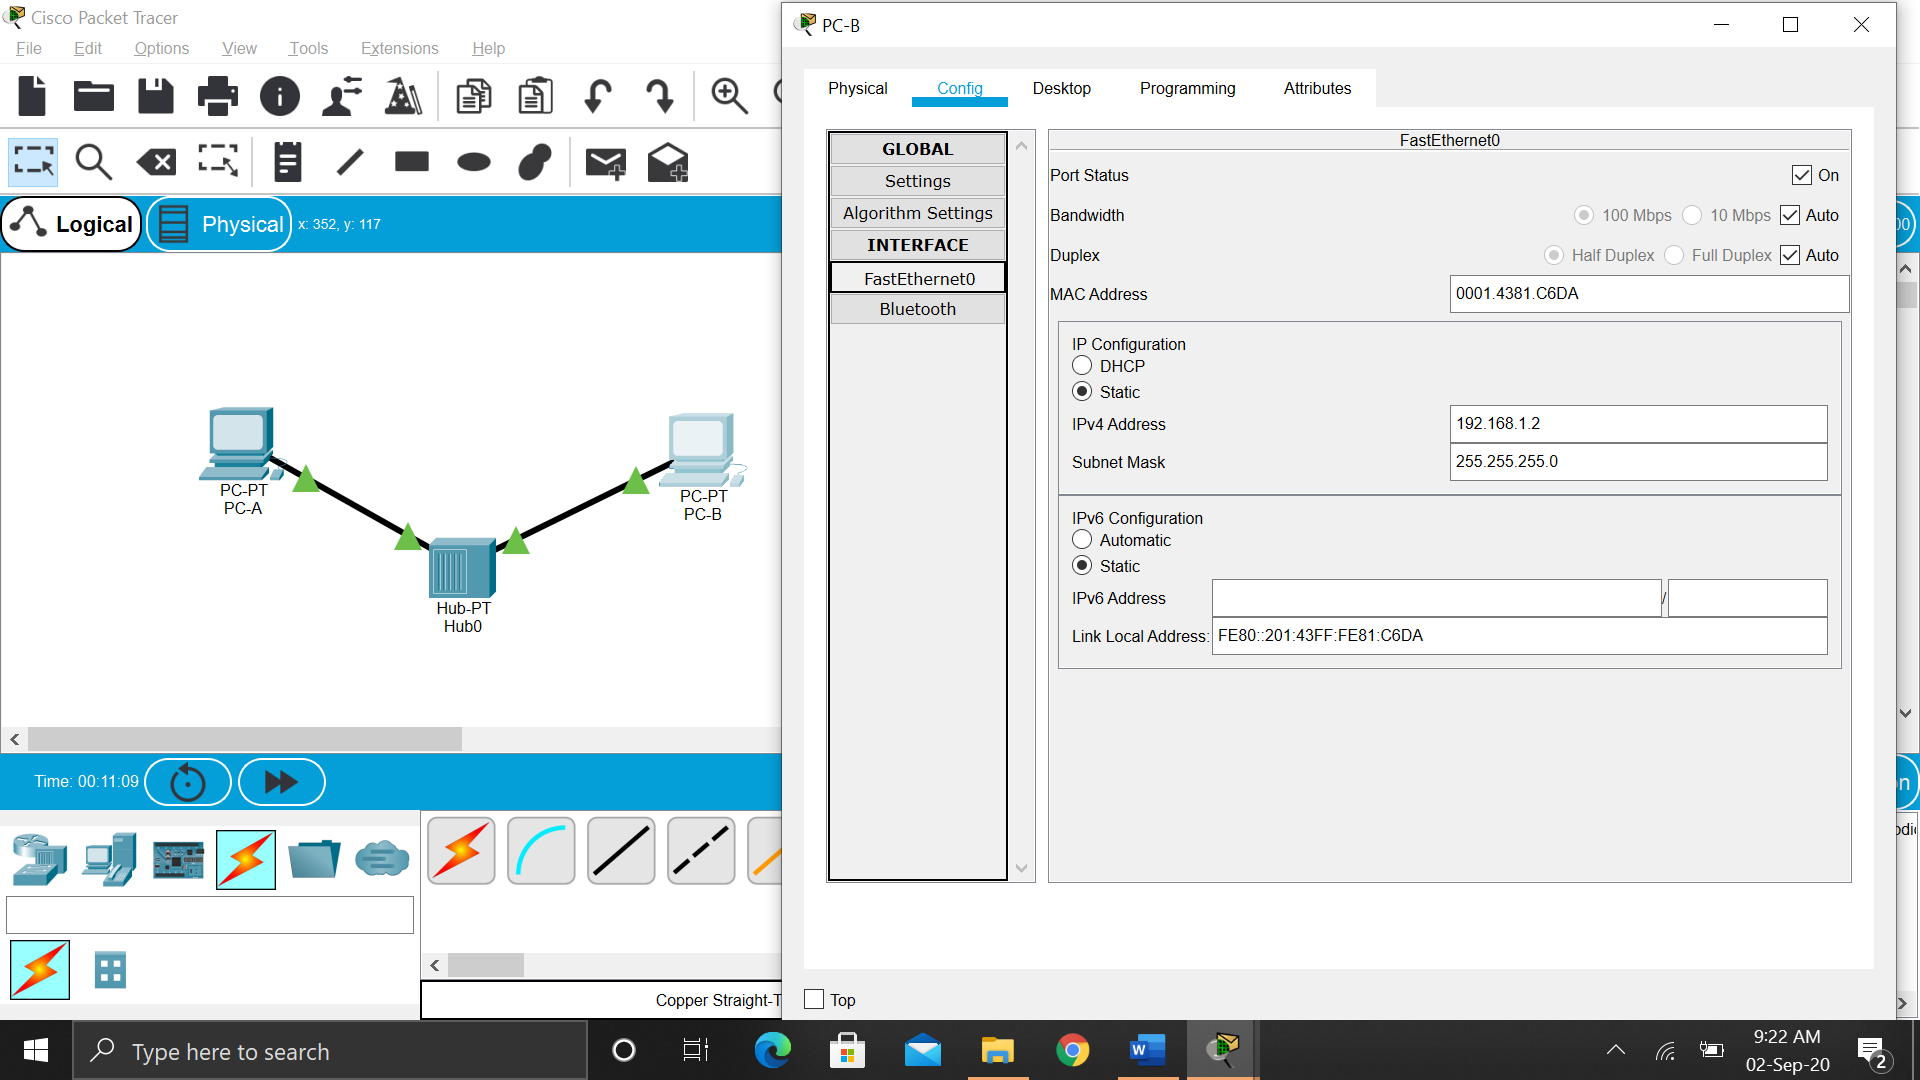 Cisco Packet Tracer
File Edit Options View Tools Extensions Help
Logical
Physical
x: 352, y: 117
PC-PT
PC-A
PC-PT
PC-B
Hub-PT
Hub0
Time: 00:11:09
Copper Straight-T
PC-B
Physical Config Desktop Programming Attributes
GLOBAL
Settings
Algorithm Settings
INTERFACE
FastEthernet0
Bluetooth
FastEthernet0
Port Status On
Bandwidth 100 Mbps 10 Mbps Auto
Duplex Half Duplex Full Duplex Auto
MAC Address 0001.4381.C6DA
IP Configuration
DHCP
Static
IPv4 Address 192.168.1.2
Subnet Mask 255.255.255.0
IPv6 Configuration
Automatic
Static
IPv6 Address /
Link Local Address: FE80::201:43FF:FE81:C6DA
Top
Type here to search
W
9:22 AM
02-Sep-20
2